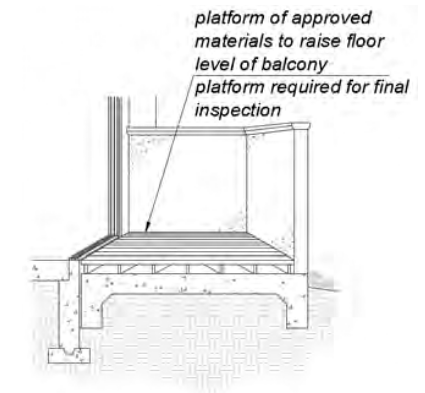 platform of approved
materials to raise floor
level of balcony
platform required for final
inspection